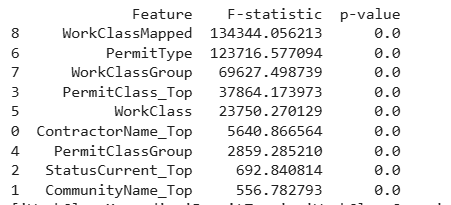 Feature F-statistic p-value
8 WorkClassMapped 134344.056213 0.0
6 PermitType 123716.577094 0.0
7 WorkClassGroup 69627.498739 0.0
3 PermitClass_Top 37864.173973 0.0
5 WorkClass 23750.270129 0.0
0 ContractorName_Top 5640.866564 0.0
4 PermitClassGroup 2859.285210 0.0
2 StatusCurrent_Top 692.840814 0.0
1 CommunityName_Top 556.782793 0.0